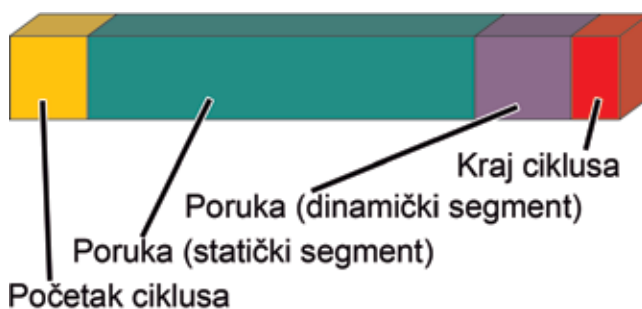 Kraj ciklusa
Poruka (dinamički segment)
Poruka (statički segment)
Početak ciklusa